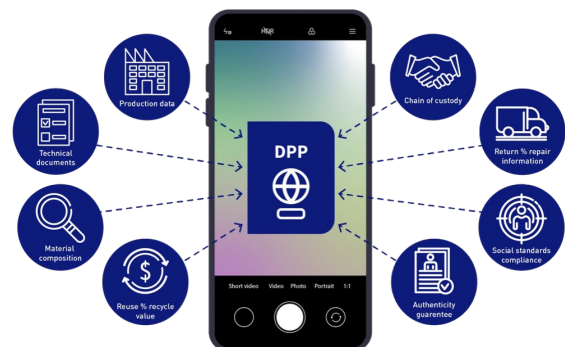 HDR
Production data
Chain of custody
Technical
documents
DPP
Return % repair
information
Material
composition
Social standards
compliance
Reuse % recycle
value
Short video Video Photo Portrait 1:1
Authenticity
guarentee
$